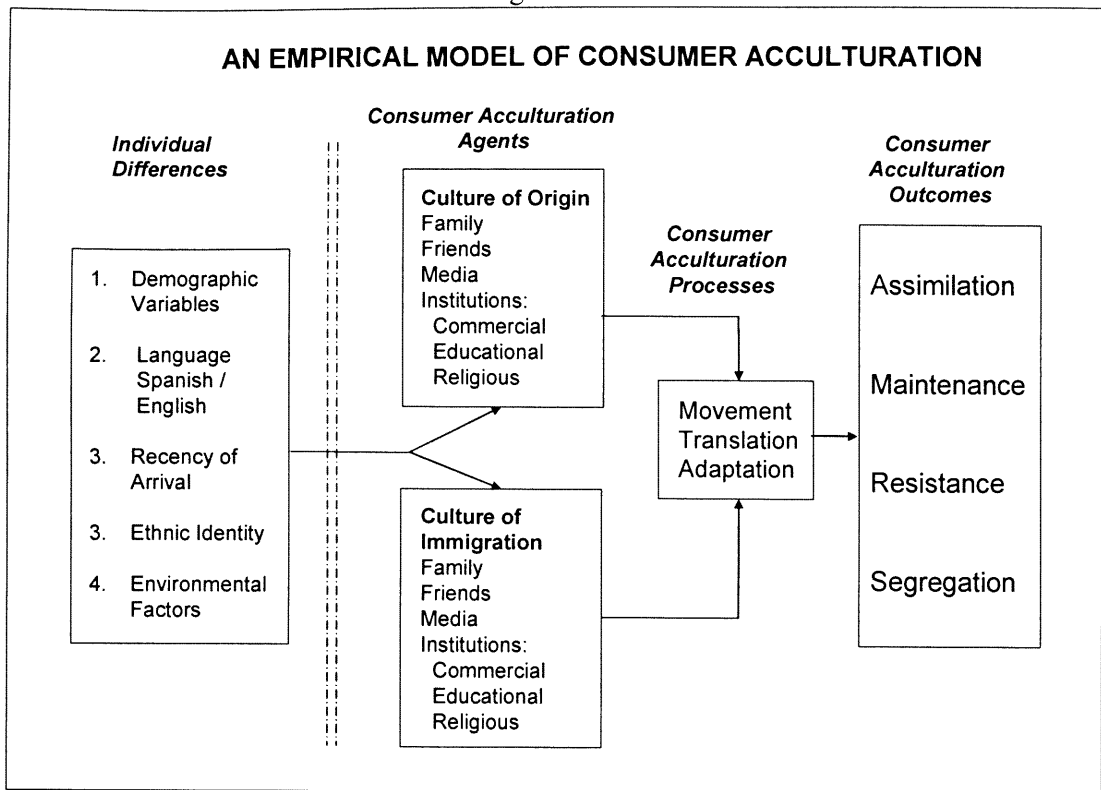 AN EMPIRICAL MODEL OF CONSUMER ACCULTURATION
Individual
Differences
1. Demographic
Variables
2. Language
Spanish /
English
3. Recency of
Arrival
3. Ethnic Identity
4. Environmental
Factors
Consumer Acculturation
Agents
Culture of Origin
Family
Friends
Media
Institutions:
Commercial
Educational
Religious
Culture of
Immigration
Family
Friends
Media
Institutions:
Commercial
Educational
Religious
Consumer
Acculturation
Processes
Movement
Translation
Adaptation
Consumer
Acculturation
Outcomes
Assimilation
Maintenance
Resistance
Segregation